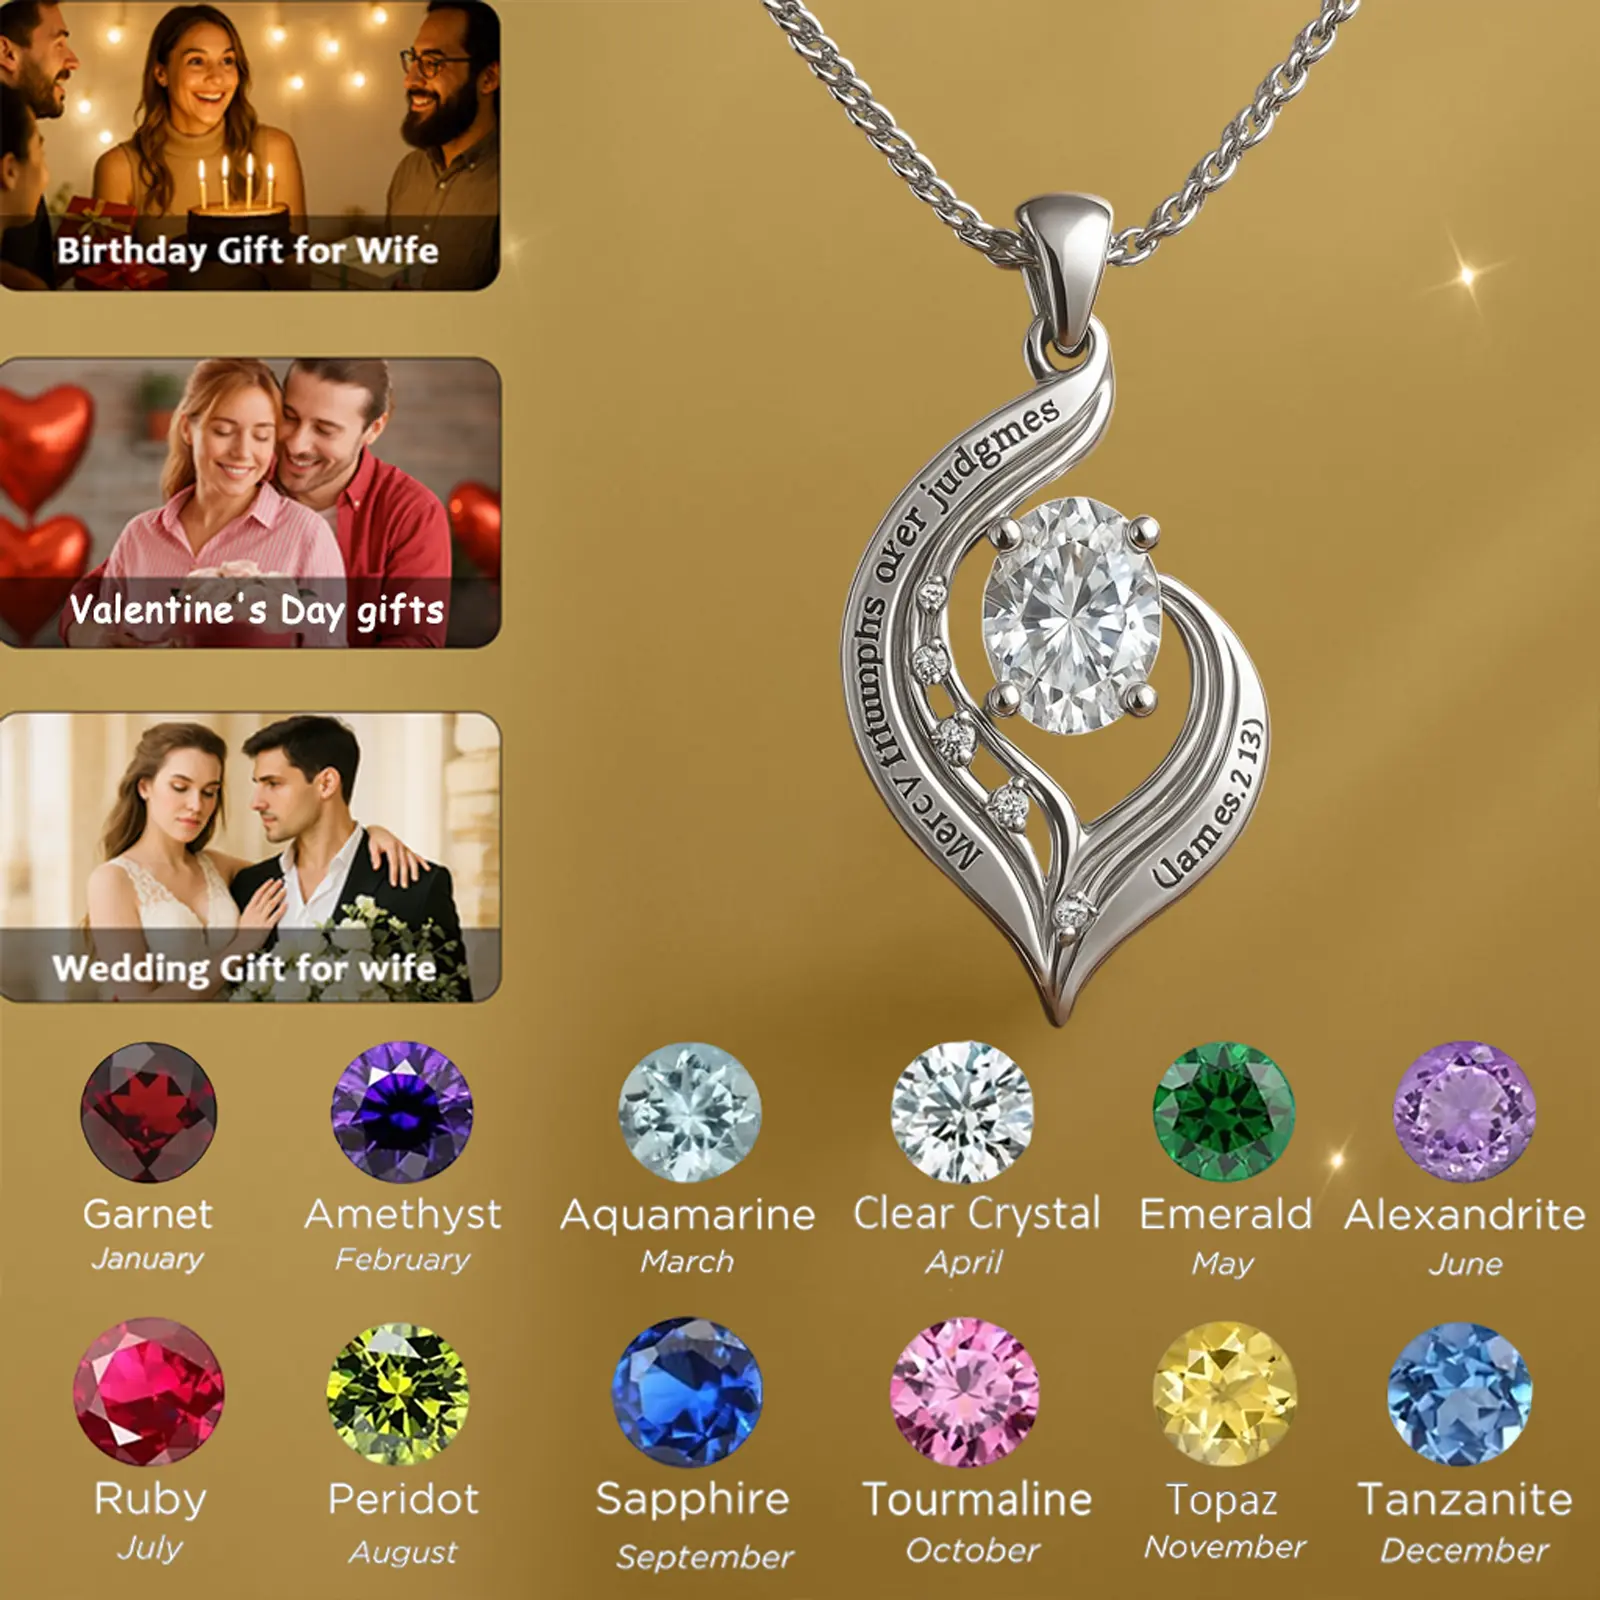 Birthday Gift for Wife
Valentine's Day gifts
Wedding Gift for wife
Mercy triumphs over judgmes
(James.2 13)
Garnet
January
Amethyst
February
Aquamarine
March
Clear Crystal
April
Emerald
May
Alexandrite
June
Ruby
July
Peridot
August
Sapphire
September
Tourmaline
October
Topaz
November
Tanzanite
December